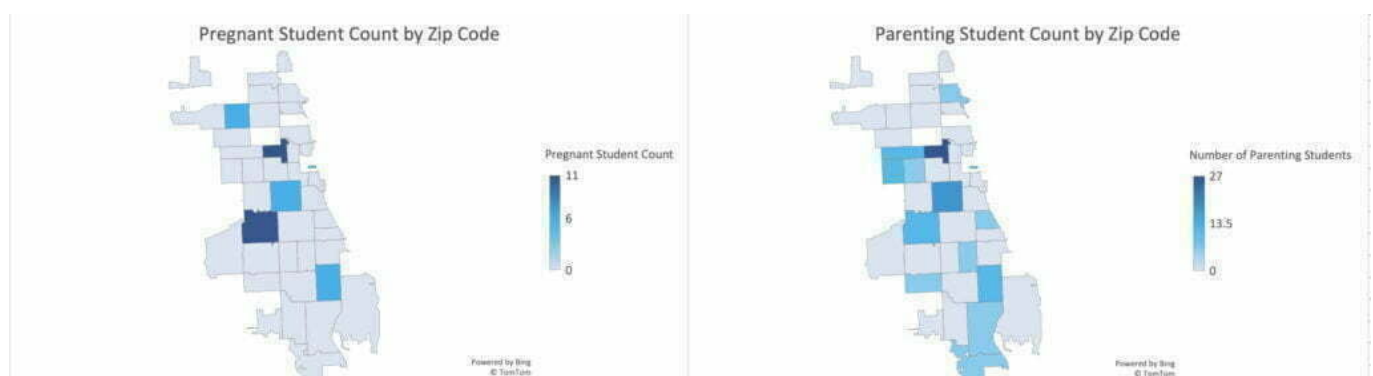 Pregnant Student Count by Zip Code
Pregnant Student Count
11
6
0
Powered by Bing
© TomTom
Parenting Student Count by Zip Code
Number of Parenting Students
27
13.5
0
Powered by Bing
© TomTom